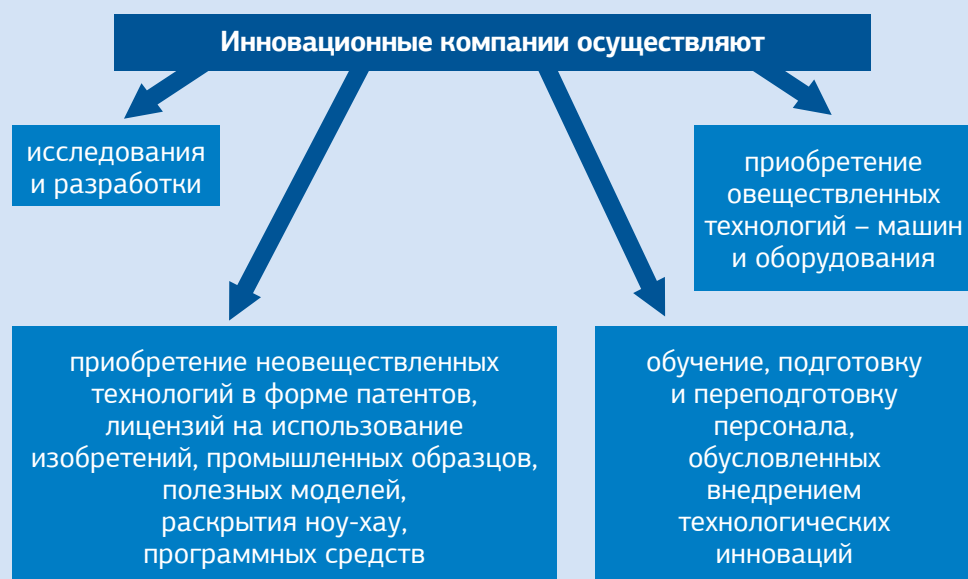 Инновационные компании осуществляют
исследования
и разработки
приобретение
овеществленных
технологий – машин
и оборудования
приобретение неовеществленных
технологий в форме патентов,
лицензий на использование
изобретений, промышленных образцов,
полезных моделей,
раскрытия ноу-хау,
программных средств
обучение, подготовку
и переподготовку
персонала,
обусловленных
внедрением
технологических
инноваций